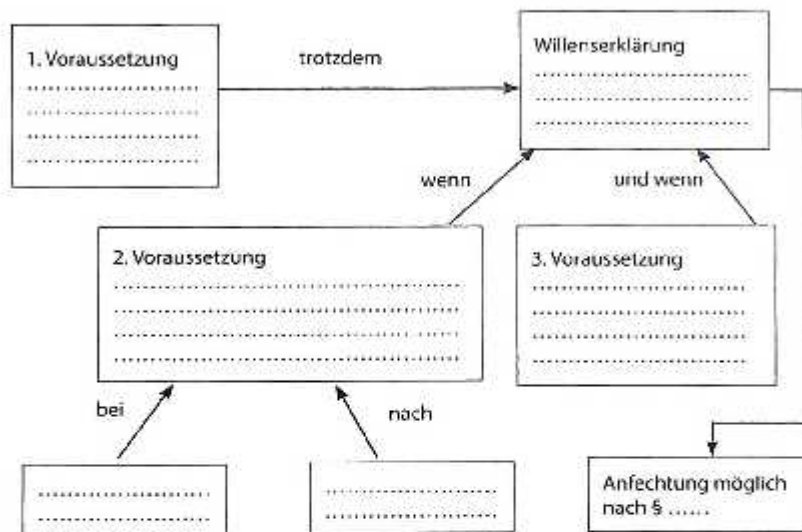 1. Voraussetzung
trotzdem
Willenserklärung
wenn
und wenn
2. Voraussetzung
3. Voraussetzung
bei
nach
Anfechtung möglich
nach § ......